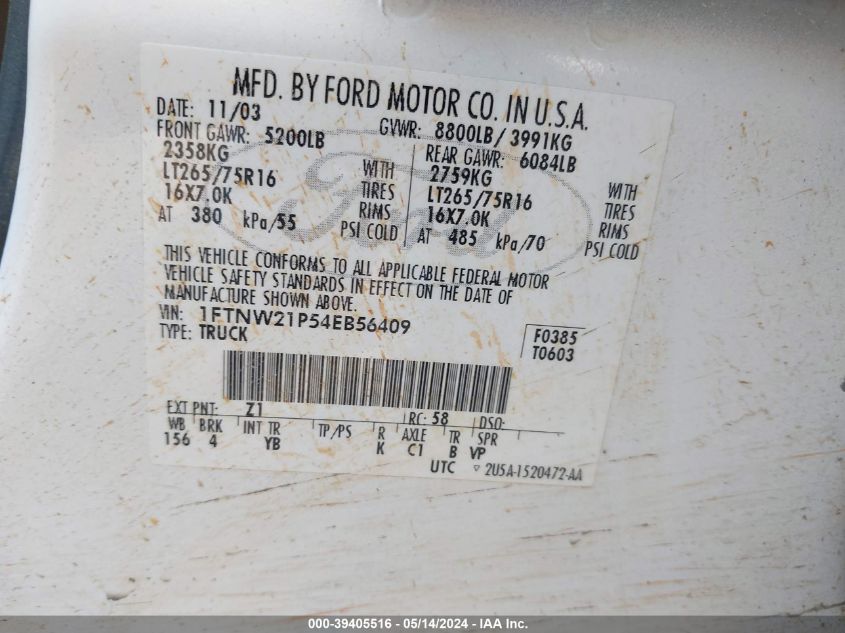 MFD. BY FORD MOTOR CO. IN U.S.A.
DATE: 11/03 GVWR: 8800LB/ 3991KG
FRONT GAWR: 5200LB REAR GAWR: 6084LB
2358KG WITH 2759KG WITH
LT265/75R16 TIRES LT265/75R16 TIRES
16X7.0K RIMS 16X7.0K RIMS
AT 380 kPa/55 PSI COLD AT 485 kPa/70 PSI COLD
Ford
THIS VEHICLE CONFORMS TO ALL APPLICABLE FEDERAL MOTOR
VEHICLE SAFETY STANDARDS IN EFFECT ON THE DATE OF
MANUFACTURE SHOWN ABOVE.
VIN: 1FTNW21P54EB56409
TYPE: TRUCK
F0385
T0603
EXT PNT: Z1 RC: 58 DSO:
WB BRK INT TR TP/PS R AXLE TR SPR
156 4 YB K C1 B VP
UTC ▽ 2U5A-1520472-AA
000-39405516 - 05/14/2024 - IAA Inc.